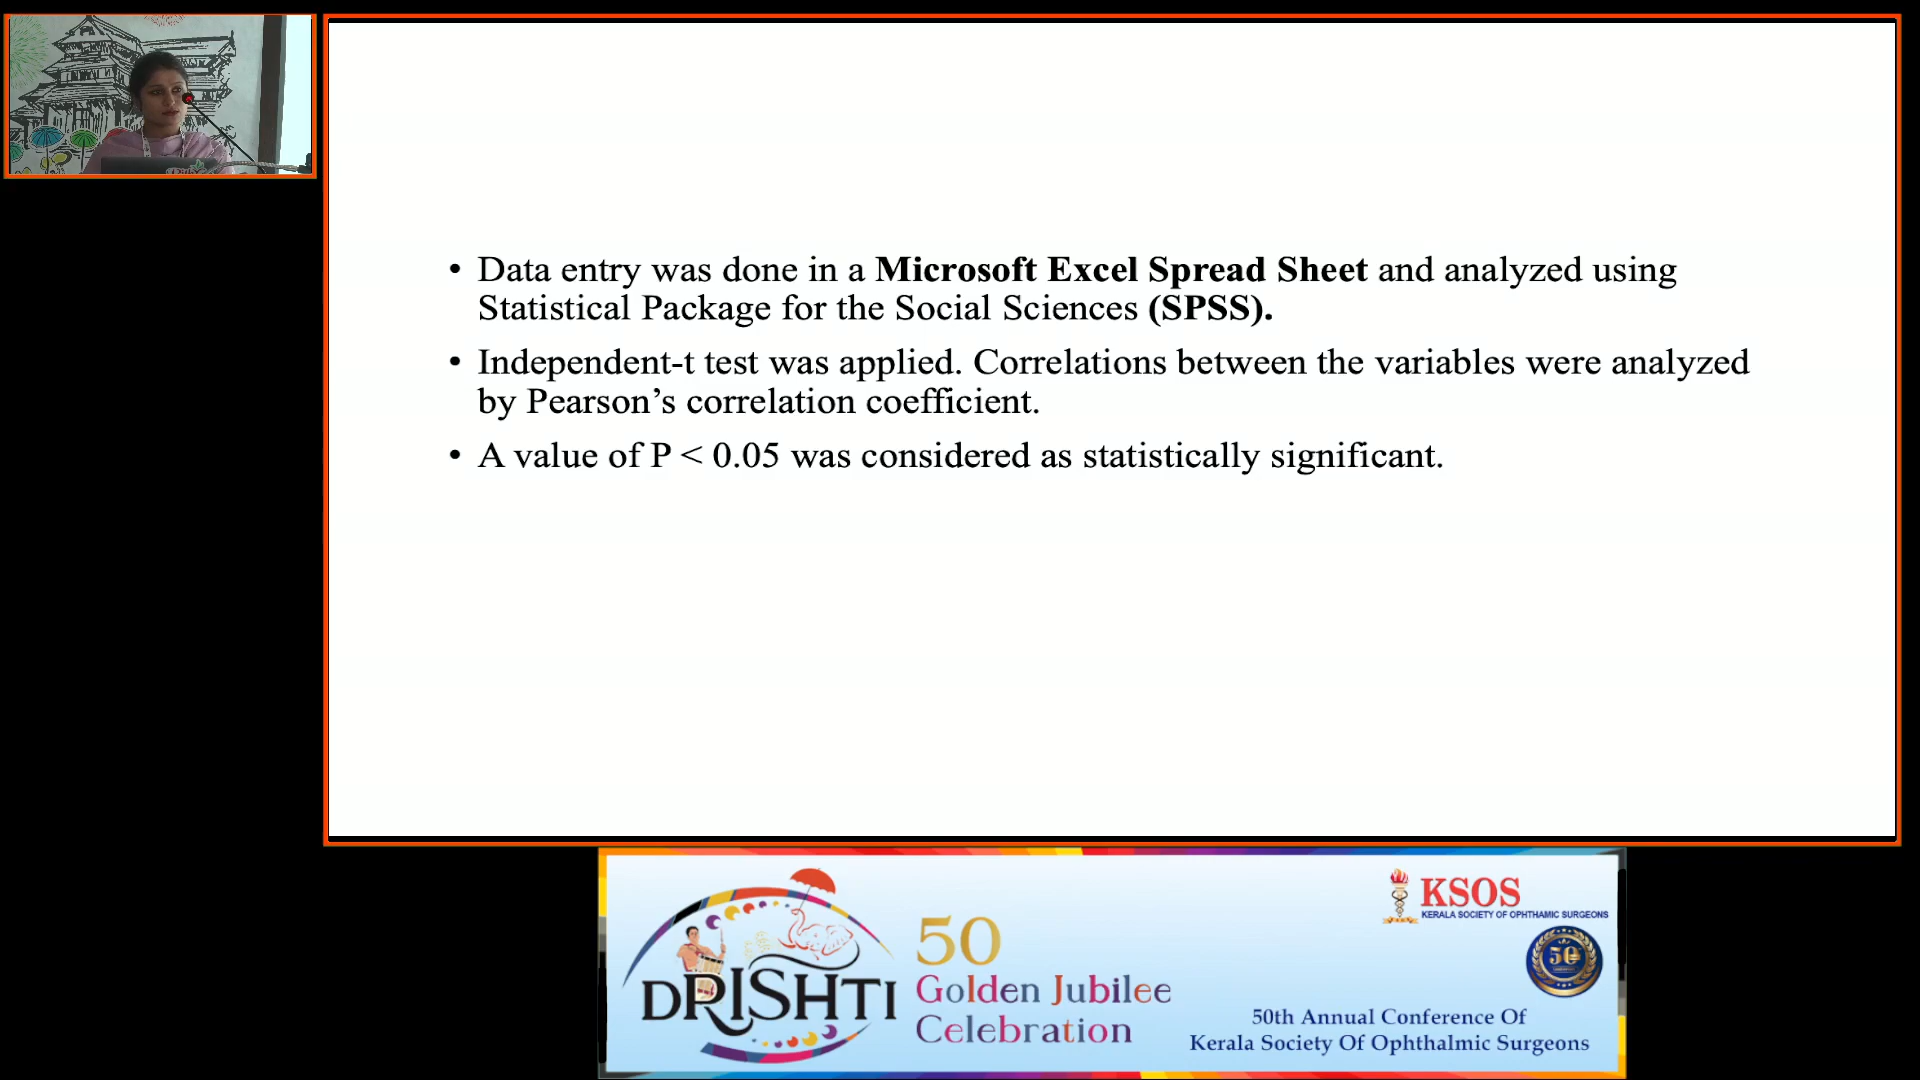 • Data entry was done in a Microsoft Excel Spread Sheet and analyzed using
Statistical Package for the Social Sciences (SPSS).
• Independent-t test was applied. Correlations between the variables were analyzed
by Pearson’s correlation coefficient.
• A value of P < 0.05 was considered as statistically significant.
DRISHTI
50
Golden Jubilee
Celebration
KSOS
KERALA SOCIETY OF OPHTHAMIC SURGEONS
50
50th Annual Conference Of
Kerala Society Of Ophthalmic Surgeons